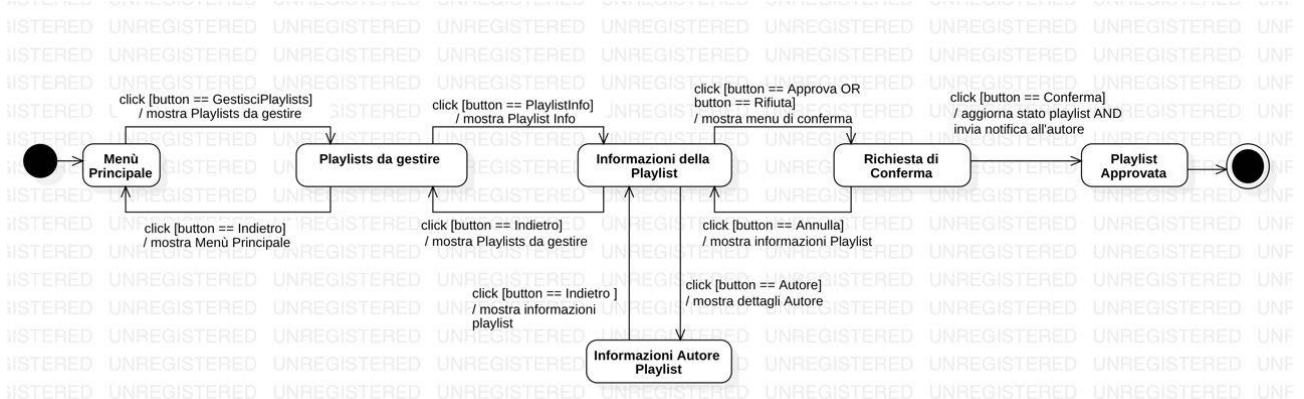 click [button == GestisciPlaylists]
/ mostra Playlists da gestire
click [button == PlaylistInfo]
/ mostra Playlist Info
click [button == Approva OR
button == Rifiuta]
/ mostra menu di conferma
click [button == Conferma]
/ aggiorna stato playlist AND
invia notifica all'autore
Menù
Principale
Playlists da gestire
Informazioni della
Playlist
Richiesta di
Conferma
Playlist
Approvata
click [button == Indietro]
/ mostra Menù Principale
click [button == Indietro]
/ mostra Playlists da gestire
click [button == Annulla]
/ mostra informazioni Playlist
click [button == Indietro ]
/ mostra informazioni
playlist
click [button == Autore]
/ mostra dettagli Autore
Informazioni Autore
Playlist
UNREGISTERED